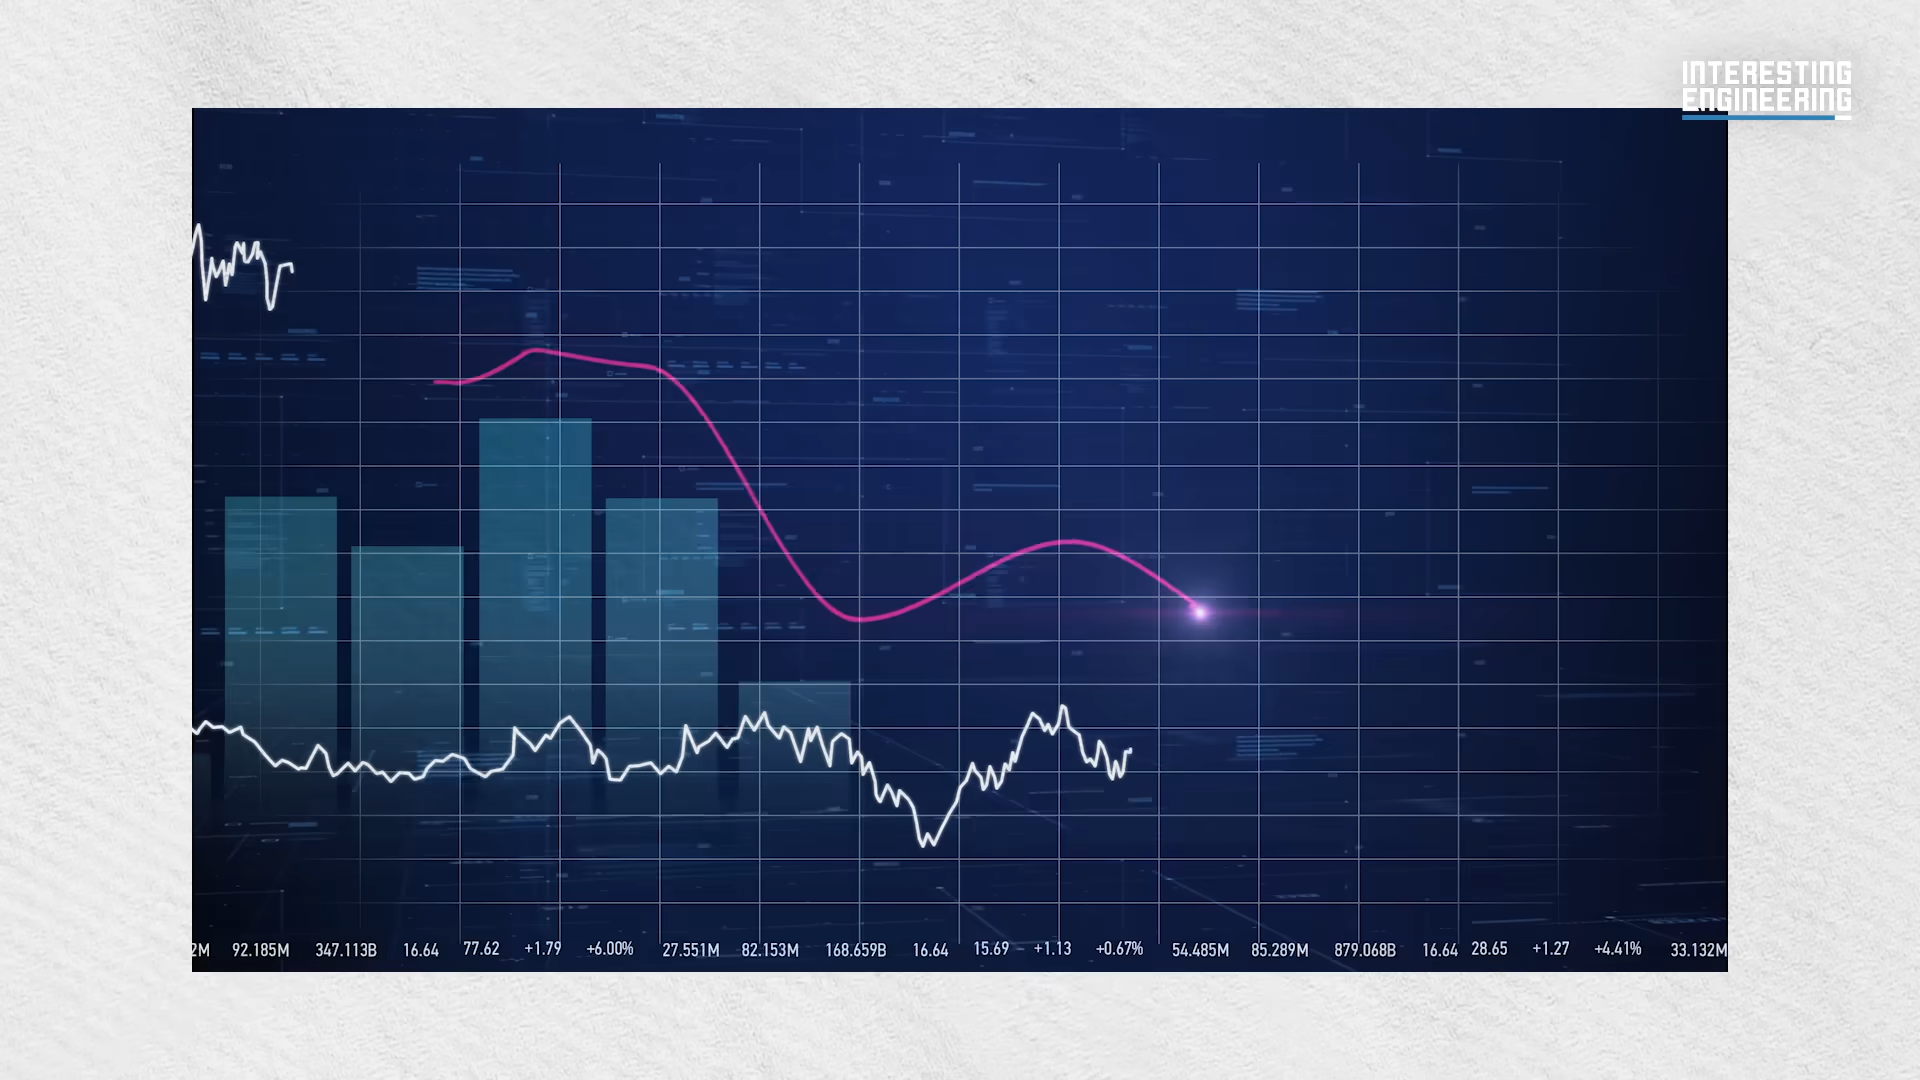 INTERESTING
ENGINEERING
2M 92.185M 347.113B 16.64 77.62 +1.79 +6.00% 27.551M 82.153M 168.659B 16.64 15.69 +1.13 +0.67% 54.485M 85.289M 879.068B 16.64 28.65 +1.27 +4.41% 33.132M